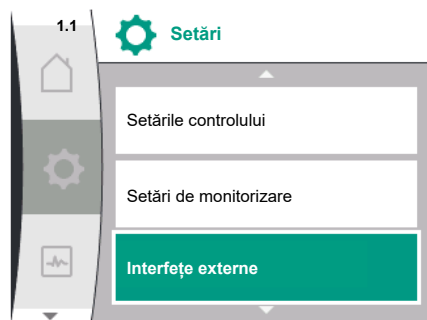 1.1
Setări
Setările controlului
Setări de monitorizare
Interfețe externe